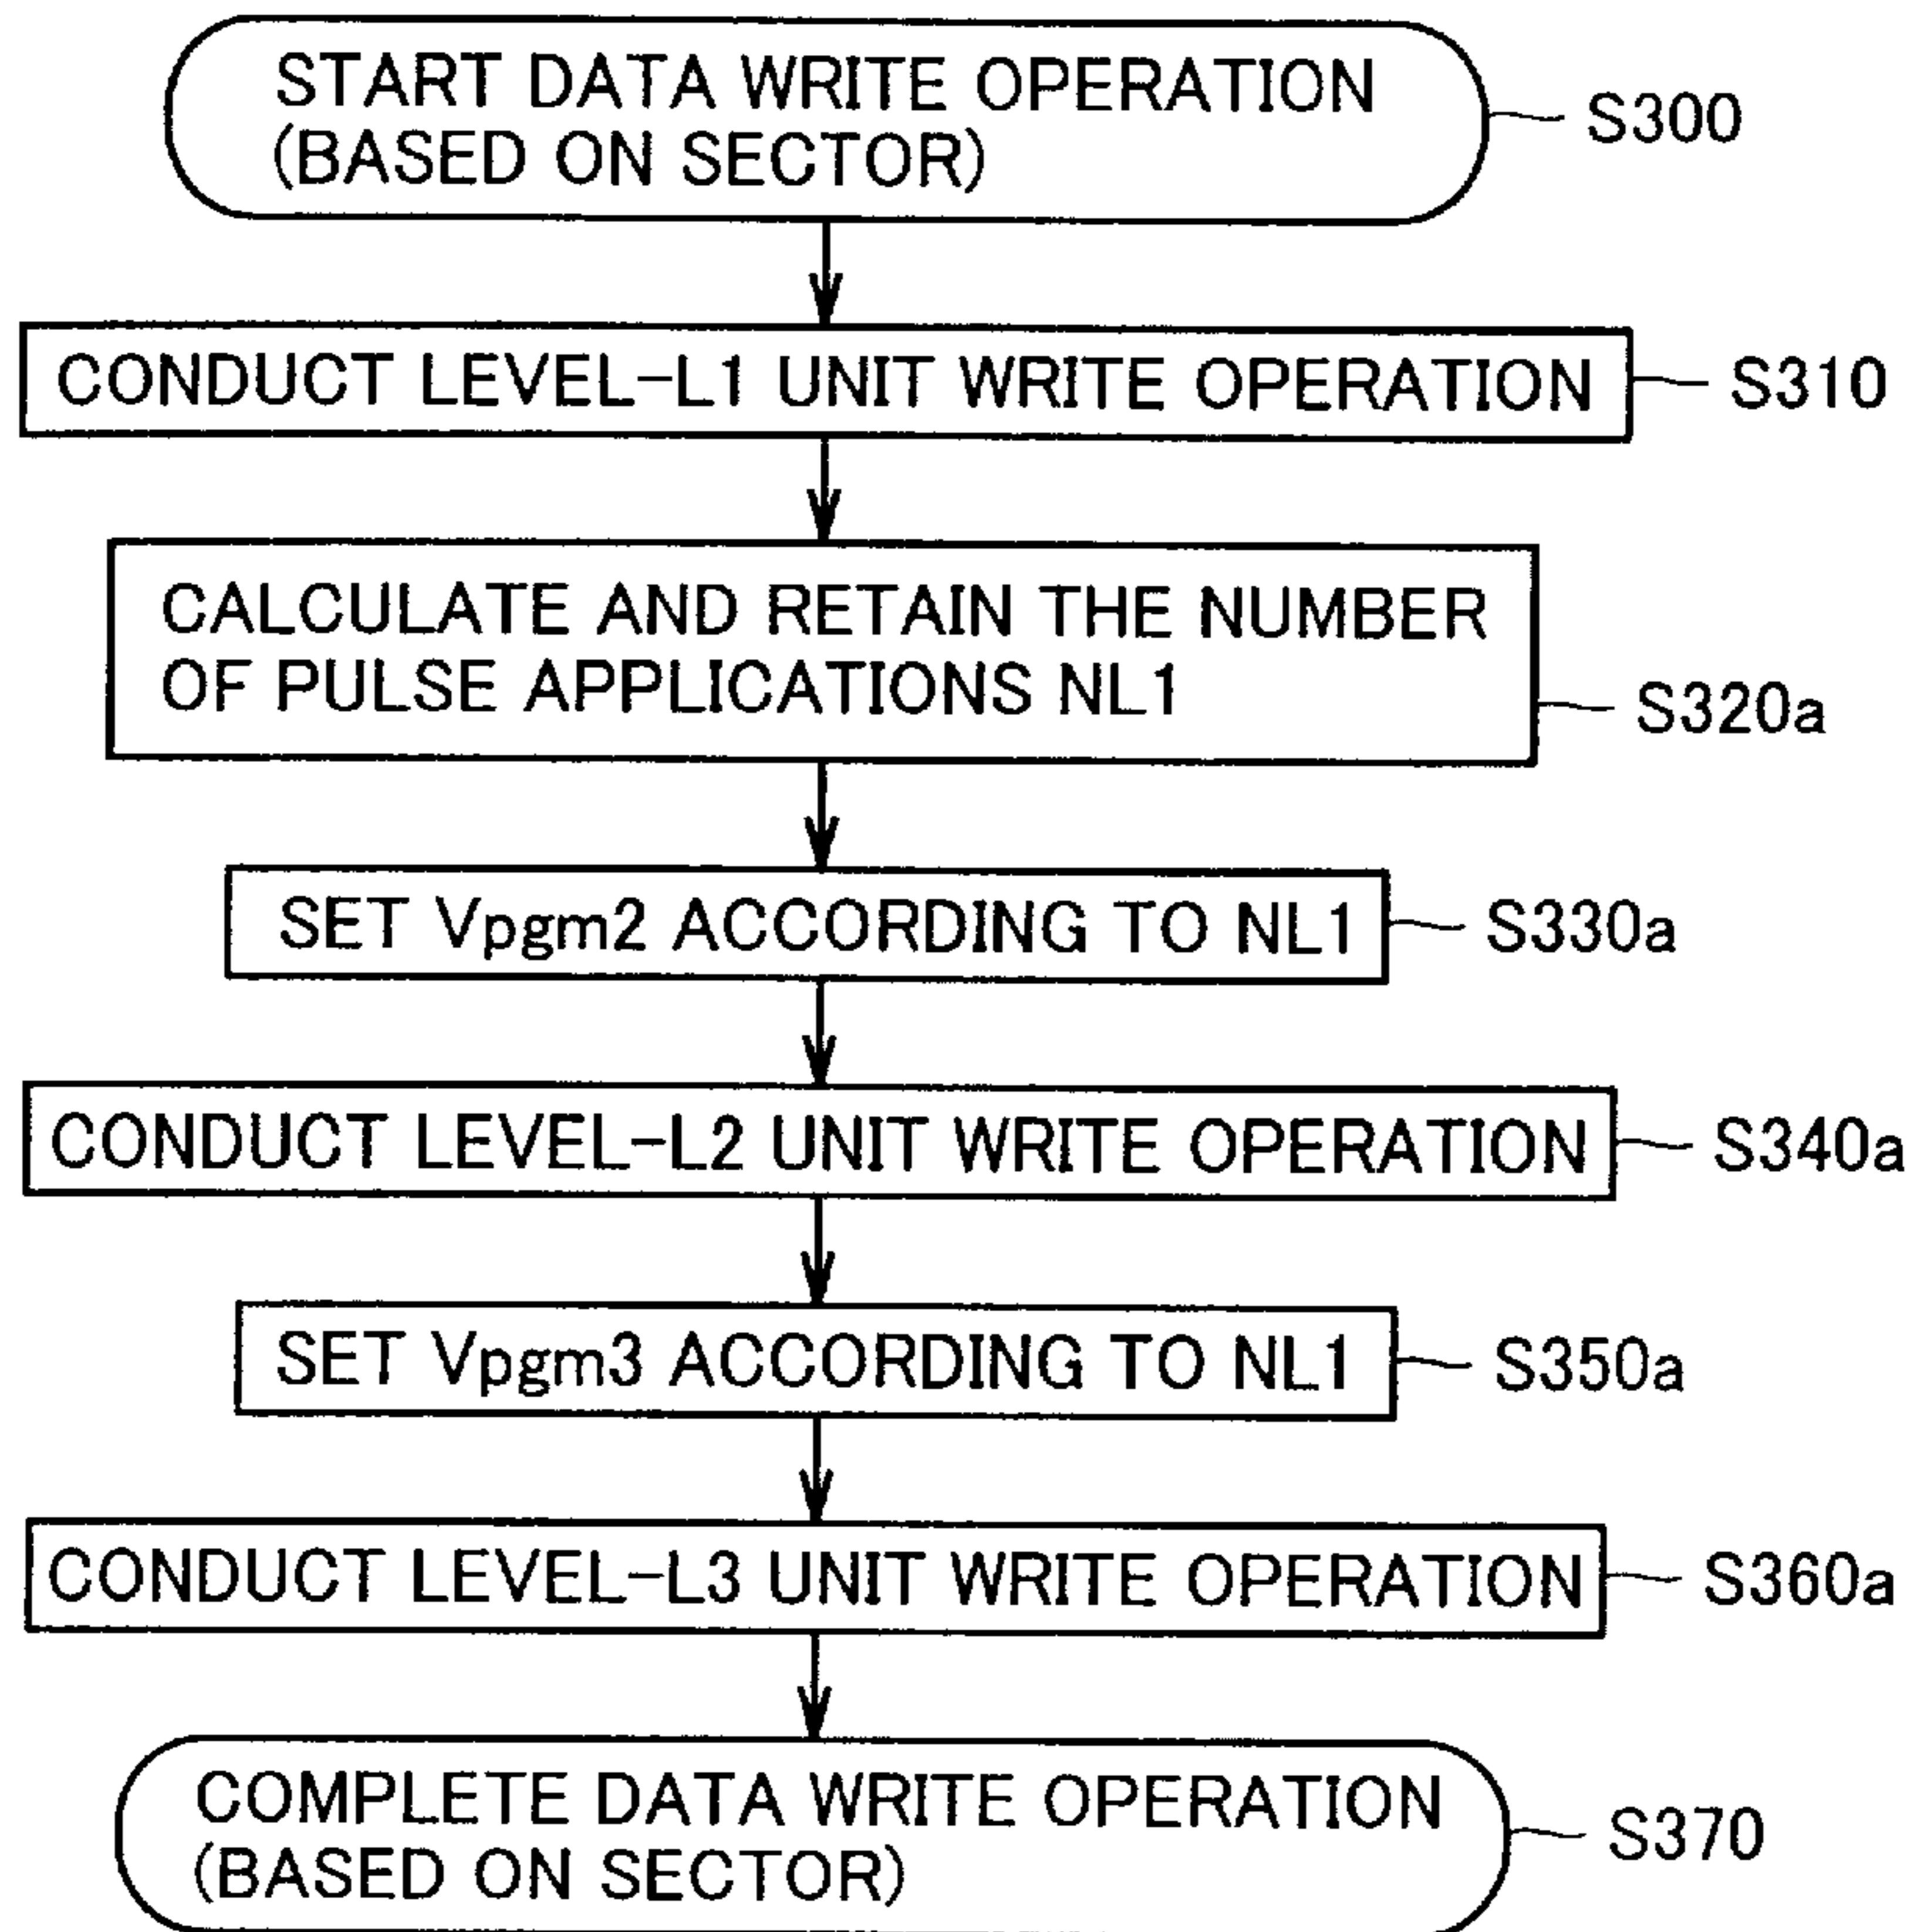 START DATA WRITE OPERATION
(BASED ON SECTOR)
S300
CONDUCT LEVEL-L1 UNIT WRITE OPERATION
S310
CALCULATE AND RETAIN THE NUMBER
OF PULSE APPLICATIONS NL1
S320a
SET Vpgm2 ACCORDING TO NL1
S330a
CONDUCT LEVEL-L2 UNIT WRITE OPERATION
S340a
SET Vpgm3 ACCORDING TO NL1
S350a
CONDUCT LEVEL-L3 UNIT WRITE OPERATION
S360a
COMPLETE DATA WRITE OPERATION
(BASED ON SECTOR)
S370